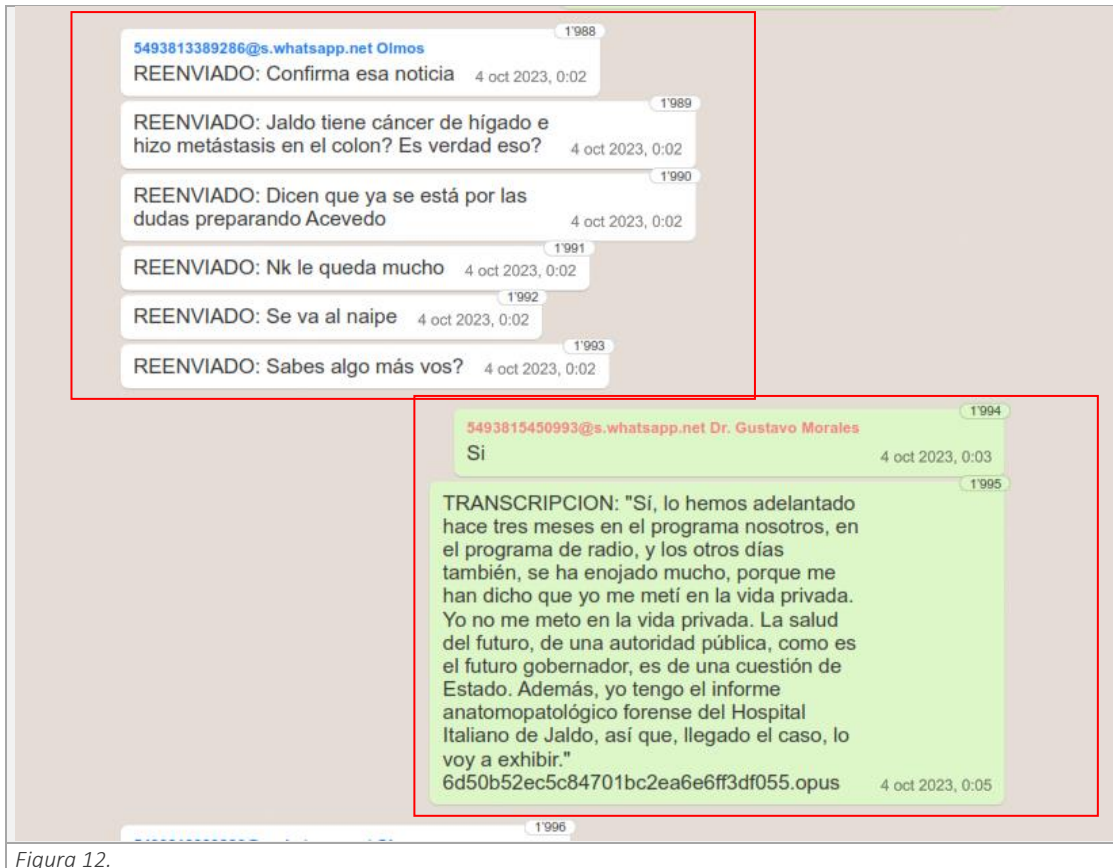 1'988
5493813389286@s.whatsapp.net Olmos
REENVIADO: Confirma esa noticia 4 oct 2023, 0:02
1'989
REENVIADO: Jaldo tiene cáncer de hígado e
hizo metástasis en el colon? Es verdad eso? 4 oct 2023, 0:02
1'990
REENVIADO: Dicen que ya se está por las
dudas preparando Acevedo 4 oct 2023, 0:02
1'991
REENVIADO: Nk le queda mucho 4 oct 2023, 0:02
1'992
REENVIADO: Se va al naipe 4 oct 2023, 0:02
1'993
REENVIADO: Sabes algo más vos? 4 oct 2023, 0:02
1'994
5493815450993@s.whatsapp.net Dr. Gustavo Morales
Si 4 oct 2023, 0:03
1'995
TRANSCRIPCION: "Sí, lo hemos adelantado
hace tres meses en el programa nosotros, en
el programa de radio, y los otros días
también, se ha enojado mucho, porque me
han dicho que yo me metí en la vida privada.
Yo no me meto en la vida privada. La salud
del futuro, de una autoridad pública, como es
el futuro gobernador, es de una cuestión de
Estado. Además, yo tengo el informe
anatomopatológico forense del Hospital
Italiano de Jaldo, así que, llegado el caso, lo
voy a exhibir."
6d50b52ec5c84701bc2ea6e6ff3df055.opus 4 oct 2023, 0:05
1'996
Figura 12.